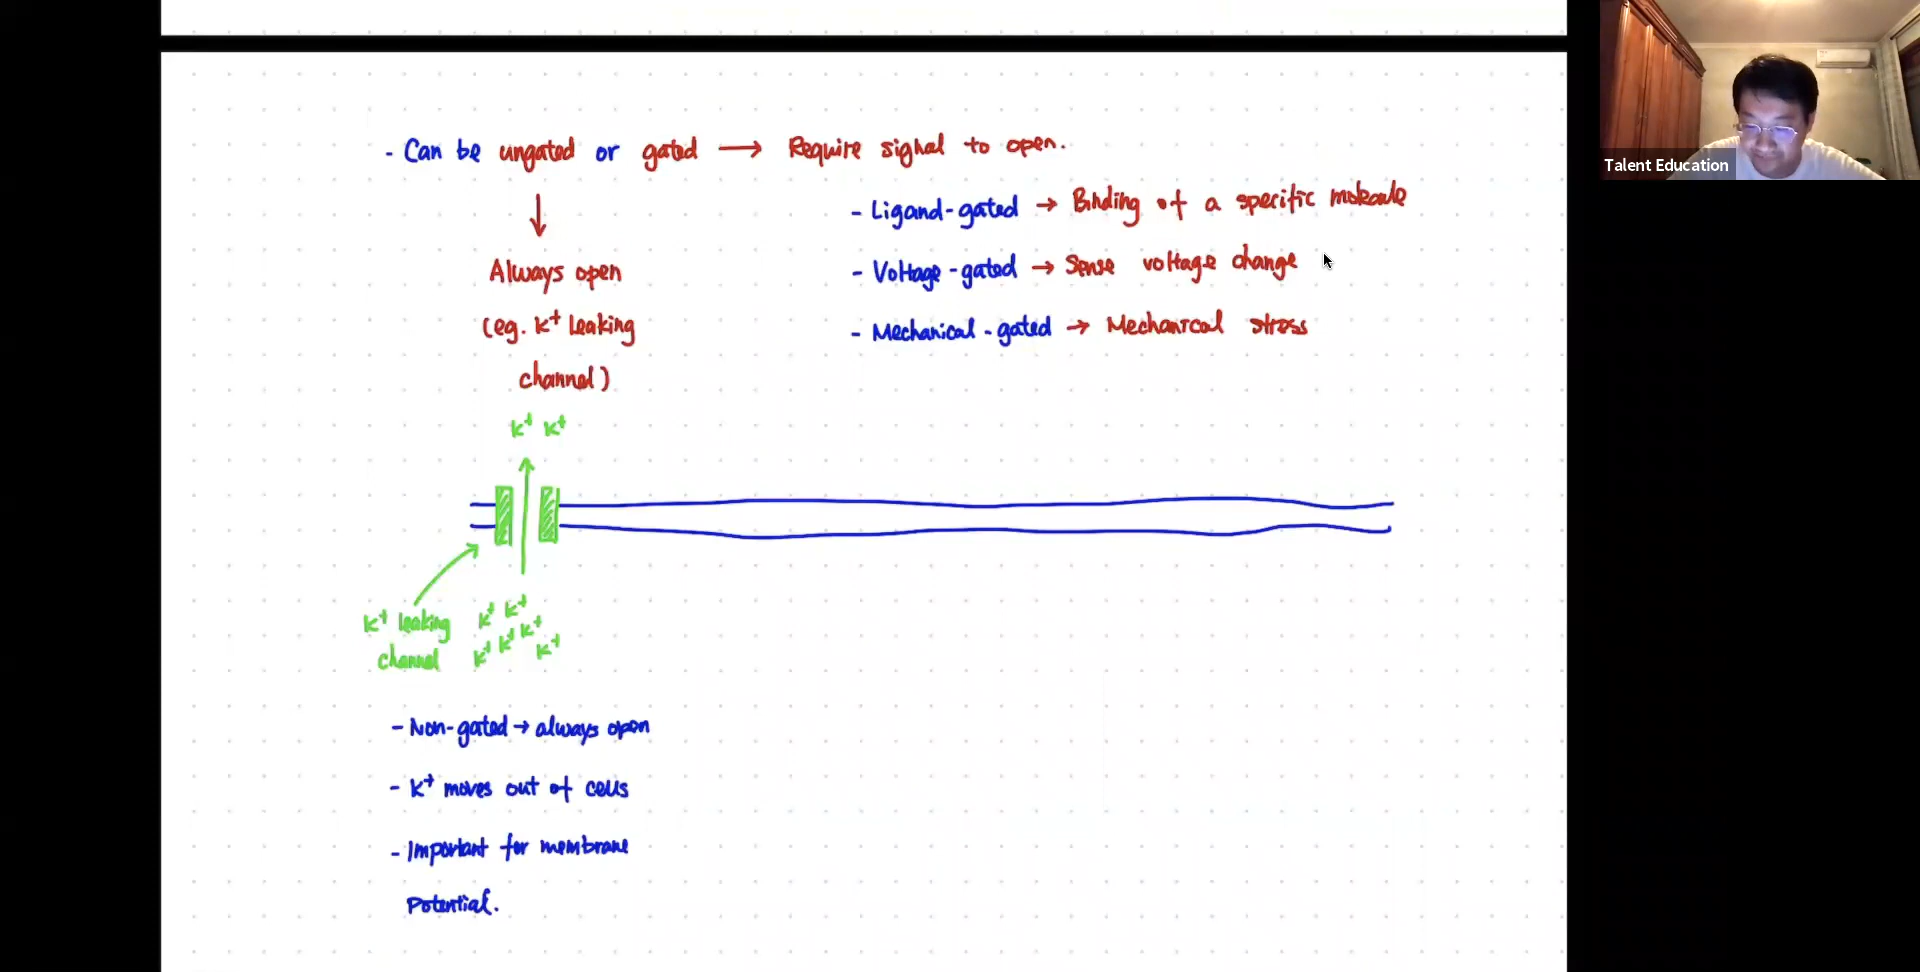 - Can be ungated or gated → Require signal to open.
- Ligand-gated → Binding of a specific molecule
- Voltage-gated → Sense voltage change
- Mechanical-gated → Mechanical stress
↓
Always open
(eg. K⁺ leaking
channel)
K⁺ K⁺
K⁺ leaking
channel
K⁺ K⁺
K⁺ K⁺ K⁺ K⁺
- Non-gated → always open
- K⁺ moves out of cells
- Important for membrane
potential.
Talent Education